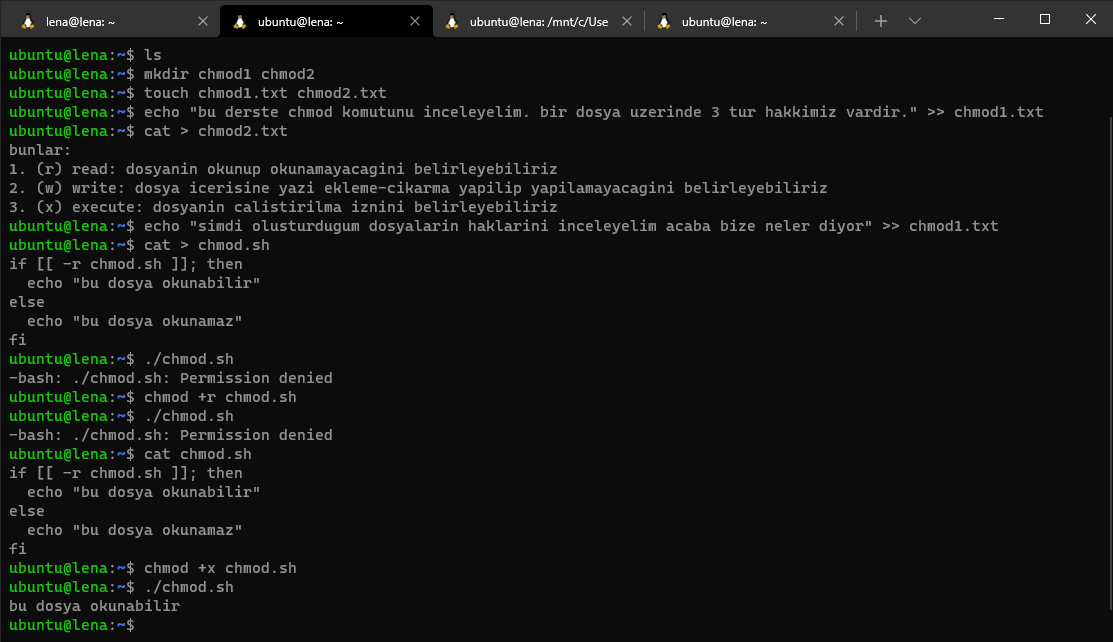 lena@lena: ~
ubuntu@lena: ~
ubuntu@lena: /mnt/c/Use
ubuntu@lena: ~
ubuntu@lena:~$ ls
ubuntu@lena:~$ mkdir chmod1 chmod2
ubuntu@lena:~$ touch chmod1.txt chmod2.txt
ubuntu@lena:~$ echo "bu derste chmod komutunu inceleyelim. bir dosya uzerinde 3 tur hakkimiz vardir." >> chmod1.txt
ubuntu@lena:~$ cat > chmod2.txt
bunlar:
1. (r) read: dosyanin okunup okunamayacagini belirleyebiliriz
2. (w) write: dosya icerisine yazi ekleme-cikarma yapilip yapilamayacagini belirleyebiliriz
3. (x) execute: dosyanin calistirilma iznini belirleyebiliriz
ubuntu@lena:~$ echo "simdi olusturdugum dosyalarin haklarini inceleyelim acaba bize neler diyor" >> chmod1.txt
ubuntu@lena:~$ cat > chmod.sh
if [[ -r chmod.sh ]]; then
  echo "bu dosya okunabilir"
else
  echo "bu dosya okunamaz"
fi
ubuntu@lena:~$ ./chmod.sh
-bash: ./chmod.sh: Permission denied
ubuntu@lena:~$ chmod +r chmod.sh
ubuntu@lena:~$ ./chmod.sh
-bash: ./chmod.sh: Permission denied
ubuntu@lena:~$ cat chmod.sh
if [[ -r chmod.sh ]]; then
  echo "bu dosya okunabilir"
else
  echo "bu dosya okunamaz"
fi
ubuntu@lena:~$ chmod +x chmod.sh
ubuntu@lena:~$ ./chmod.sh
bu dosya okunabilir
ubuntu@lena:~$